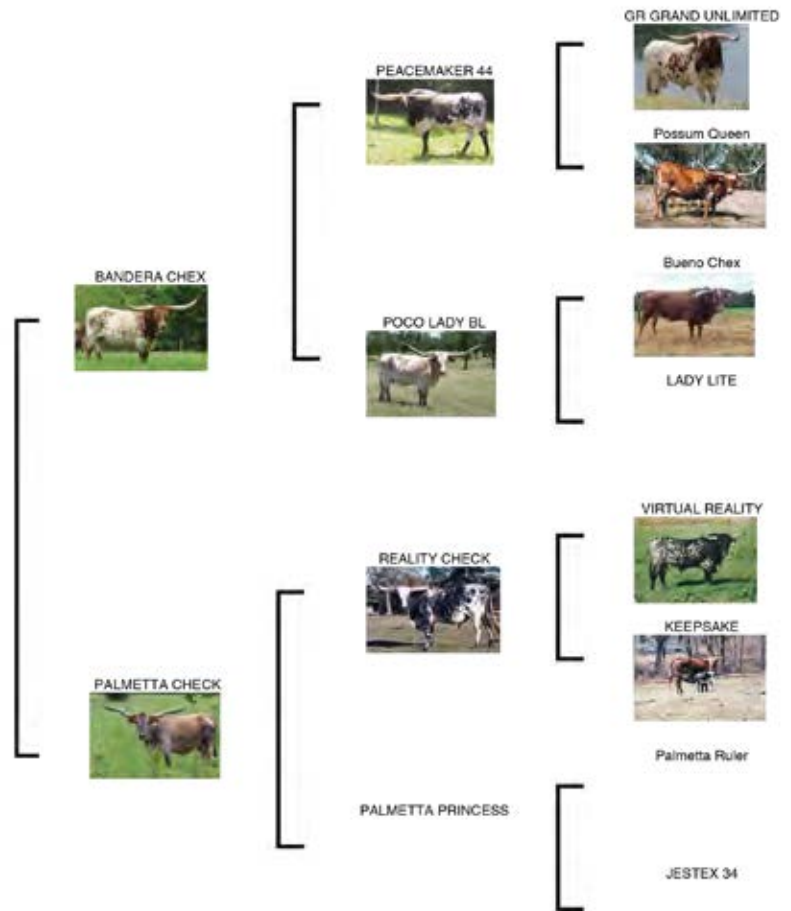 GR GRAND UNLIMITED
PEACEMAKER 44
Possum Queen
BANDERA CHEX
Bueno Chex
POCO LADY BL
LADY LITE
VIRTUAL REALITY
REALITY CHECK
KEEPSAKE
PALMETTA CHECK
Palmetta Ruler
PALMETTA PRINCESS
JESTEX 34